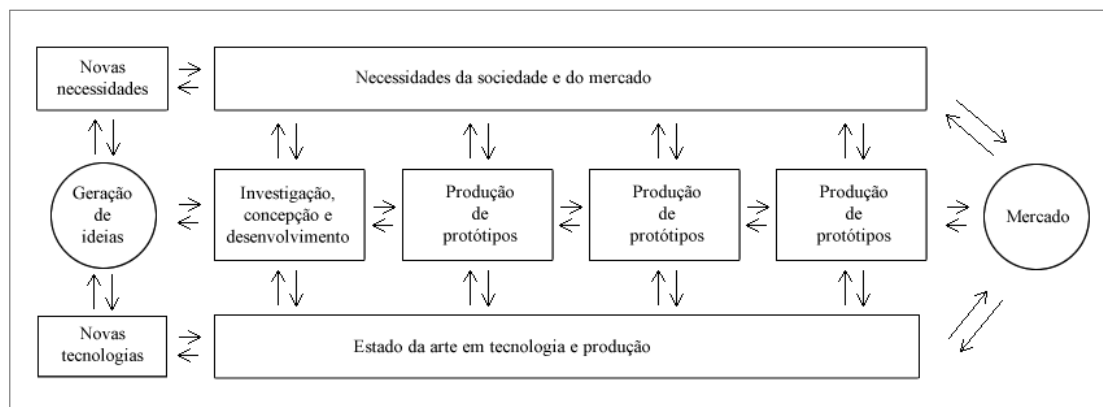 Novas
necessidades
Necessidades da sociedade e do mercado
Geração
de
ideias
Investigação,
concepção e
desenvolvimento
Produção
de
protótipos
Produção
de
protótipos
Produção
de
protótipos
Mercado
Novas
tecnologias
Estado da arte em tecnologia e produção